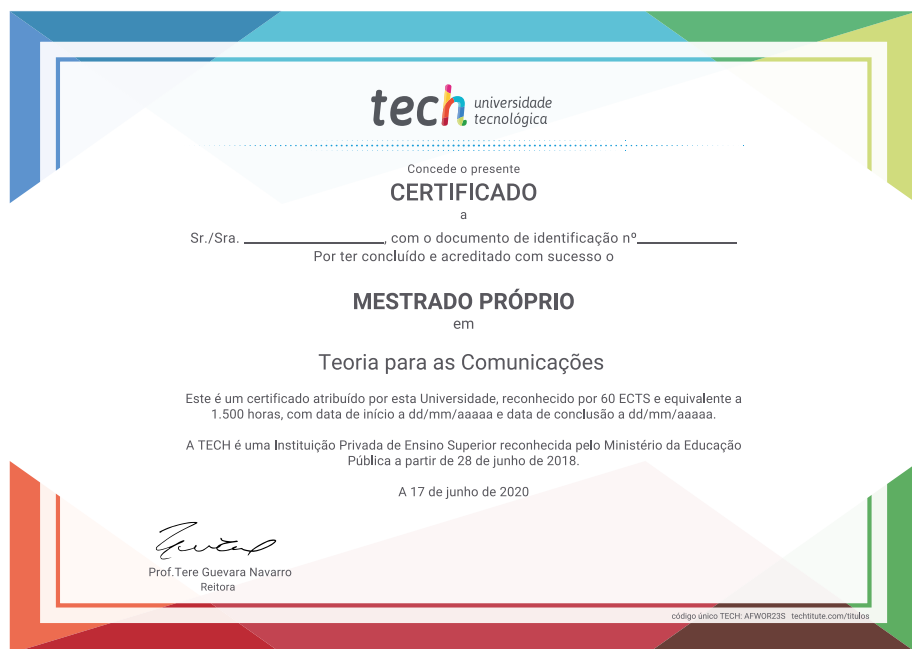 tech universidade
tecnológica
Concede o presente
CERTIFICADO
a
Sr./Sra. ________________, com o documento de identificação nº____________
Por ter concluído e acreditado com sucesso o
MESTRADO PRÓPRIO
em
Teoria para as Comunicações
Este é um certificado atribuído por esta Universidade, reconhecido por 60 ECTS e equivalente a
1.500 horas, com data de início a dd/mm/aaaaa e data de conclusão a dd/mm/aaaaa.
A TECH é uma Instituição Privada de Ensino Superior reconhecida pelo Ministério da Educação
Pública a partir de 28 de junho de 2018.
A 17 de junho de 2020
Prof.Tere Guevara Navarro
Reitora
código único TECH: AFWOR23S techtitute.com/titulos